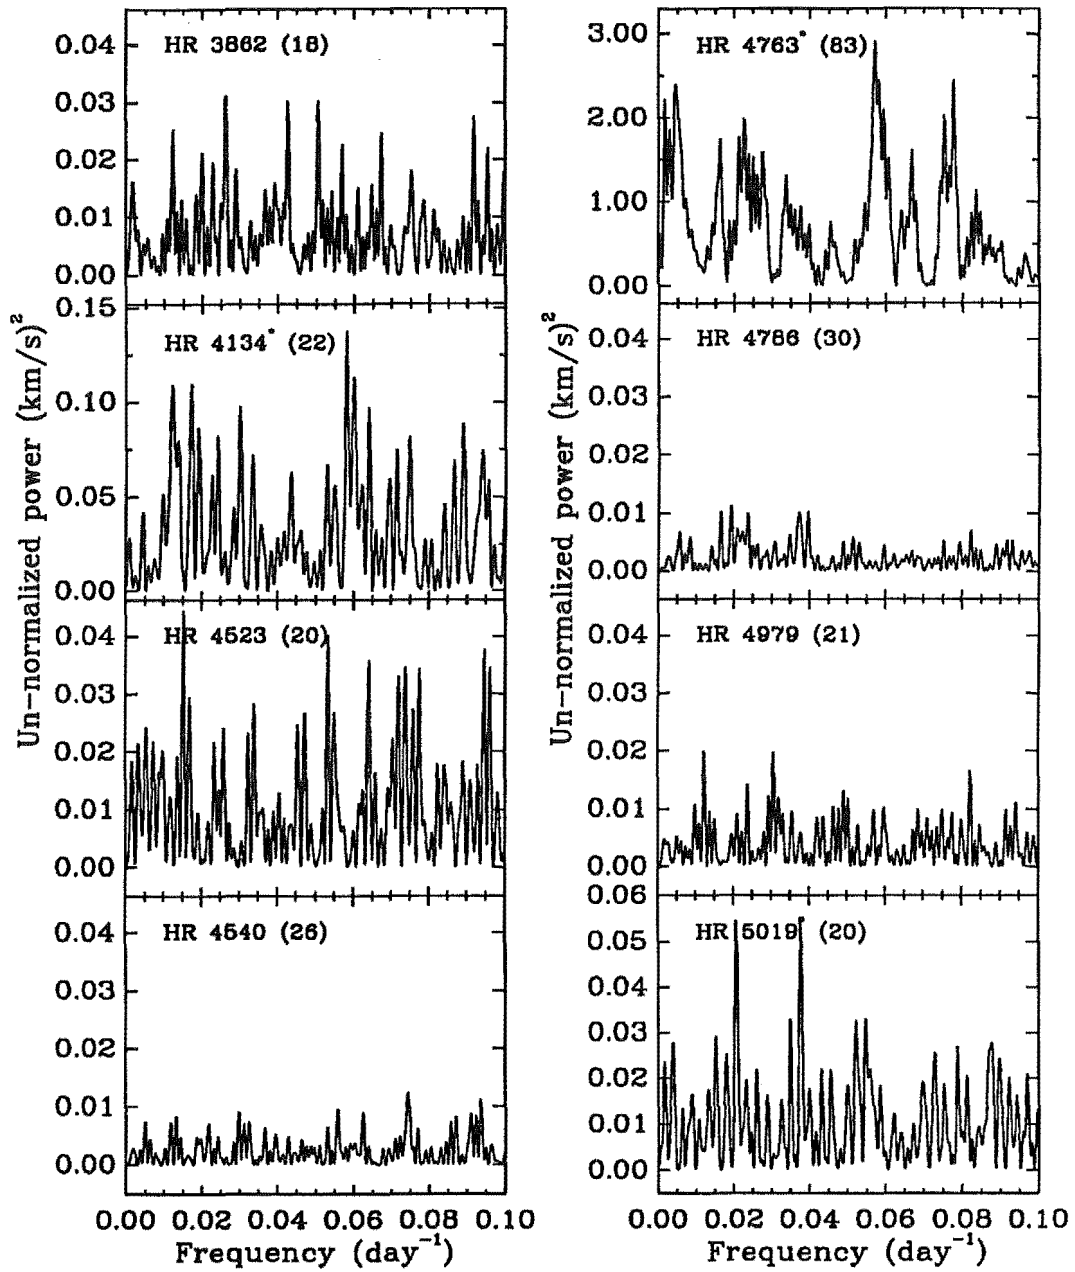 HR 3862 (18)
0.04
0.03
0.02
0.01
0.00
HR 4134* (22)
0.15
0.10
0.05
0.00
HR 4523 (20)
0.04
0.03
0.02
0.01
0.00
HR 4540 (26)
0.04
0.03
0.02
0.01
0.00
0.00 0.02 0.04 0.06 0.08 0.10
Frequency (day⁻¹)
Un-normalized power (km/s)²
HR 4763* (83)
3.00
2.00
1.00
0.00
HR 4786 (30)
0.04
0.03
0.02
0.01
0.00
HR 4979 (21)
0.04
0.03
0.02
0.01
0.00
HR 5019 (20)
0.06
0.05
0.04
0.03
0.02
0.01
0.00
0.00 0.02 0.04 0.06 0.08 0.10
Frequency (day⁻¹)
Un-normalized power (km/s)²